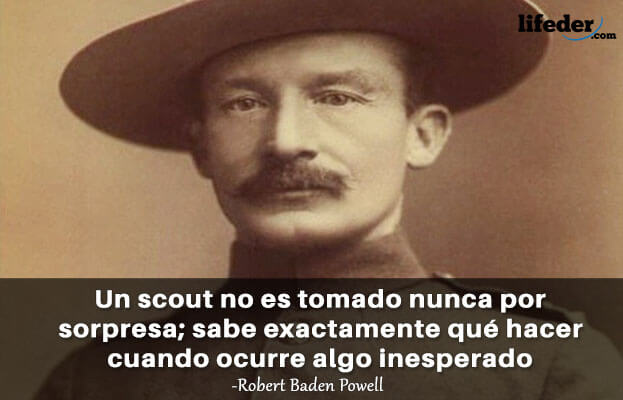 lifeder
.com
Un scout no es tomado nunca por
sorpresa; sabe exactamente qué hacer
cuando ocurre algo inesperado
-Robert Baden Powell